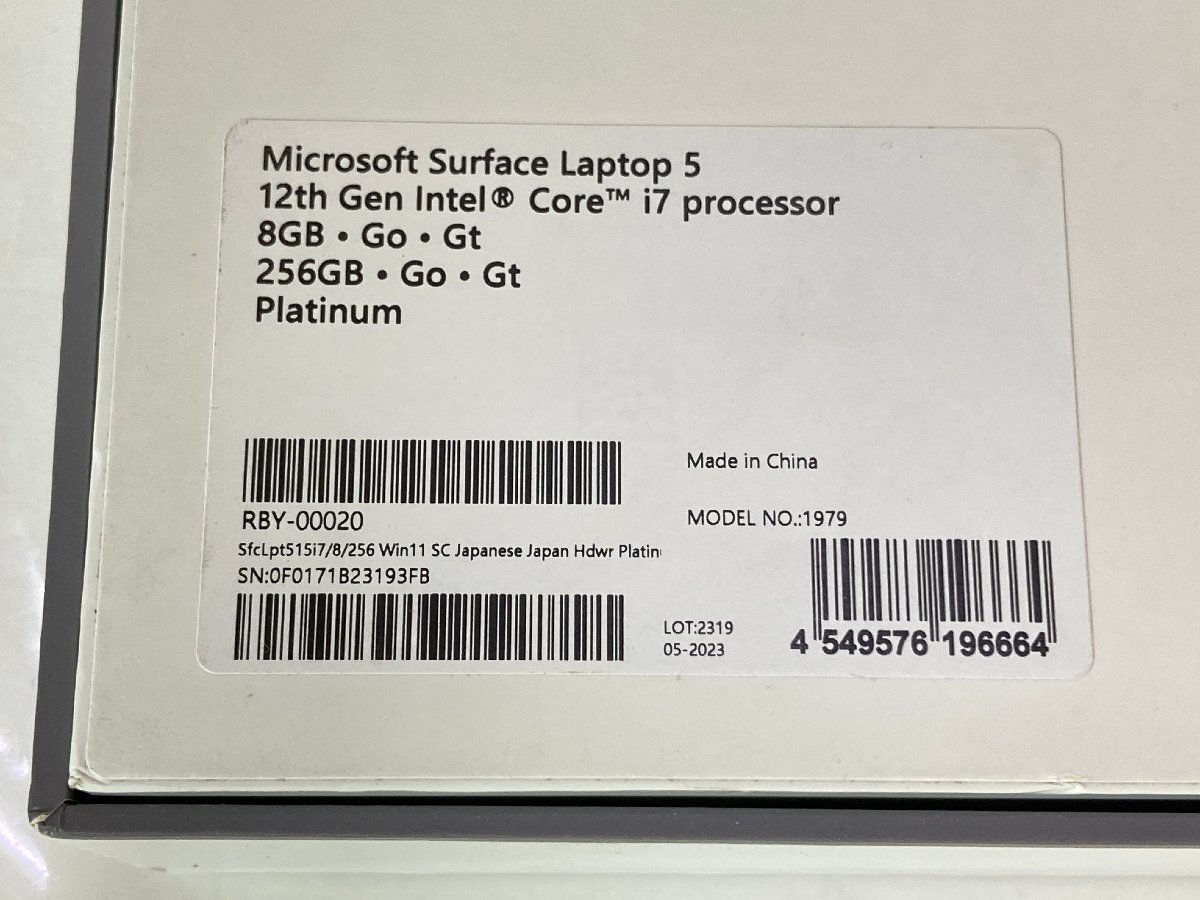 Microsoft Surface Laptop 5
12th Gen Intel® Core™ i7 processor
8GB • Go • Gt
256GB • Go • Gt
Platinum
RBY-00020
SfcLpt515i7/8/256 Win11 SC Japanese Japan Hdwr Platin
SN:0F0171B23193FB
Made in China
MODEL NO.:1979
LOT:2319
05-2023
4 549576 196664